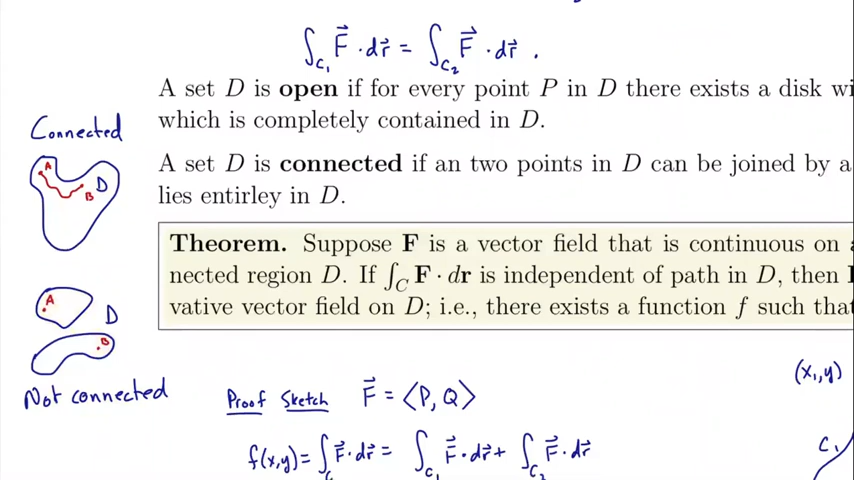 ∫_{C₁} F⃗ · dr⃗ = ∫_{C₂} F⃗ · dr⃗ .
A set D is open if for every point P in D there exists a disk wi
which is completely contained in D.
Connected
A set D is connected if an two points in D can be joined by a
lies entirley in D.
A
B
D
Theorem. Suppose F is a vector field that is continuous on a
nected region D. If ∫_C F · dr is independent of path in D, then F
vative vector field on D; i.e., there exists a function f such that
A
D
B
Not connected
(x₁,y)
Proof Sketch F⃗ = ⟨P, Q⟩
C₁
f(x,y) = ∫_C F⃗ · dr⃗ = ∫_{C₁} F⃗ · dr⃗ + ∫_{C₂} F⃗ · dr⃗